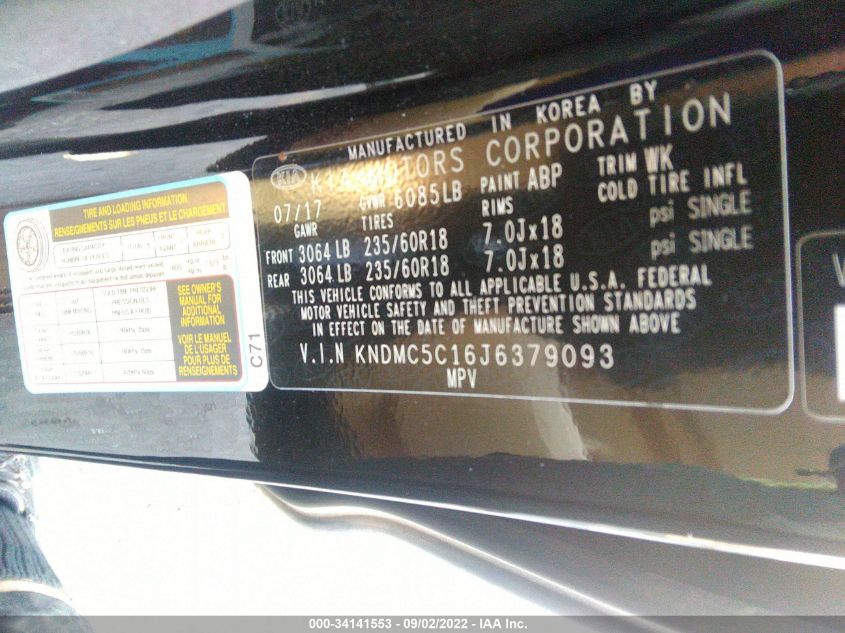 MANUFACTURED IN KOREA BY
KIA KIA MOTORS CORPORATION
07/17 GVWR 6085LB PAINT ABP TRIM WK
GAWR TIRES RIMS COLD TIRE INFL
FRONT 3064 LB 235/60R18 7.0Jx18 psi SINGLE
REAR 3064 LB 235/60R18 7.0Jx18 psi SINGLE
THIS VEHICLE CONFORMS TO ALL APPLICABLE U.S.A. FEDERAL
MOTOR VEHICLE SAFETY AND THEFT PREVENTION STANDARDS
IN EFFECT ON THE DATE OF MANUFACTURE SHOWN ABOVE
V.I.N KNDMC5C16J6379093
MPV
TIRE AND LOADING INFORMATION
RENSEIGNEMENTS SUR LES PNEUS ET LE CHARGEMENT
SEE OWNER'S
MANUAL FOR
ADDITIONAL
INFORMATION
VOIR LE MANUEL
DE L'USAGER
POUR PLUS DE
RENSEIGNEMENTS
C71
V
000-34141553 - 09/02/2022 - IAA Inc.